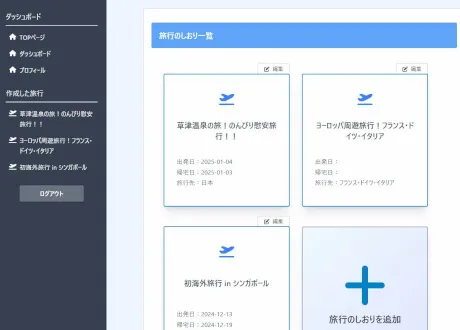 ダッシュボード
TOPページ
ダッシュボード
プロフィール
作成した旅行
草津温泉の旅！のんびり慰安
旅行！！
ヨーロッパ周遊旅行！フランス・
ドイツ・イタリア
初海外旅行 in シンガポール
ログアウト
旅行のしおり一覧
編集
草津温泉の旅！のんびり慰安旅
行！！
出発日：2025-01-04
帰宅日：2025-01-03
旅行先：日本
編集
ヨーロッパ周遊旅行！フランス・ド
イツ・イタリア
出発日：
帰宅日：
旅行先：フランス・ドイツ・イタリア
編集
初海外旅行 in シンガポール
出発日：2024-12-13
帰宅日：2024-12-19
旅行のしおりを追加